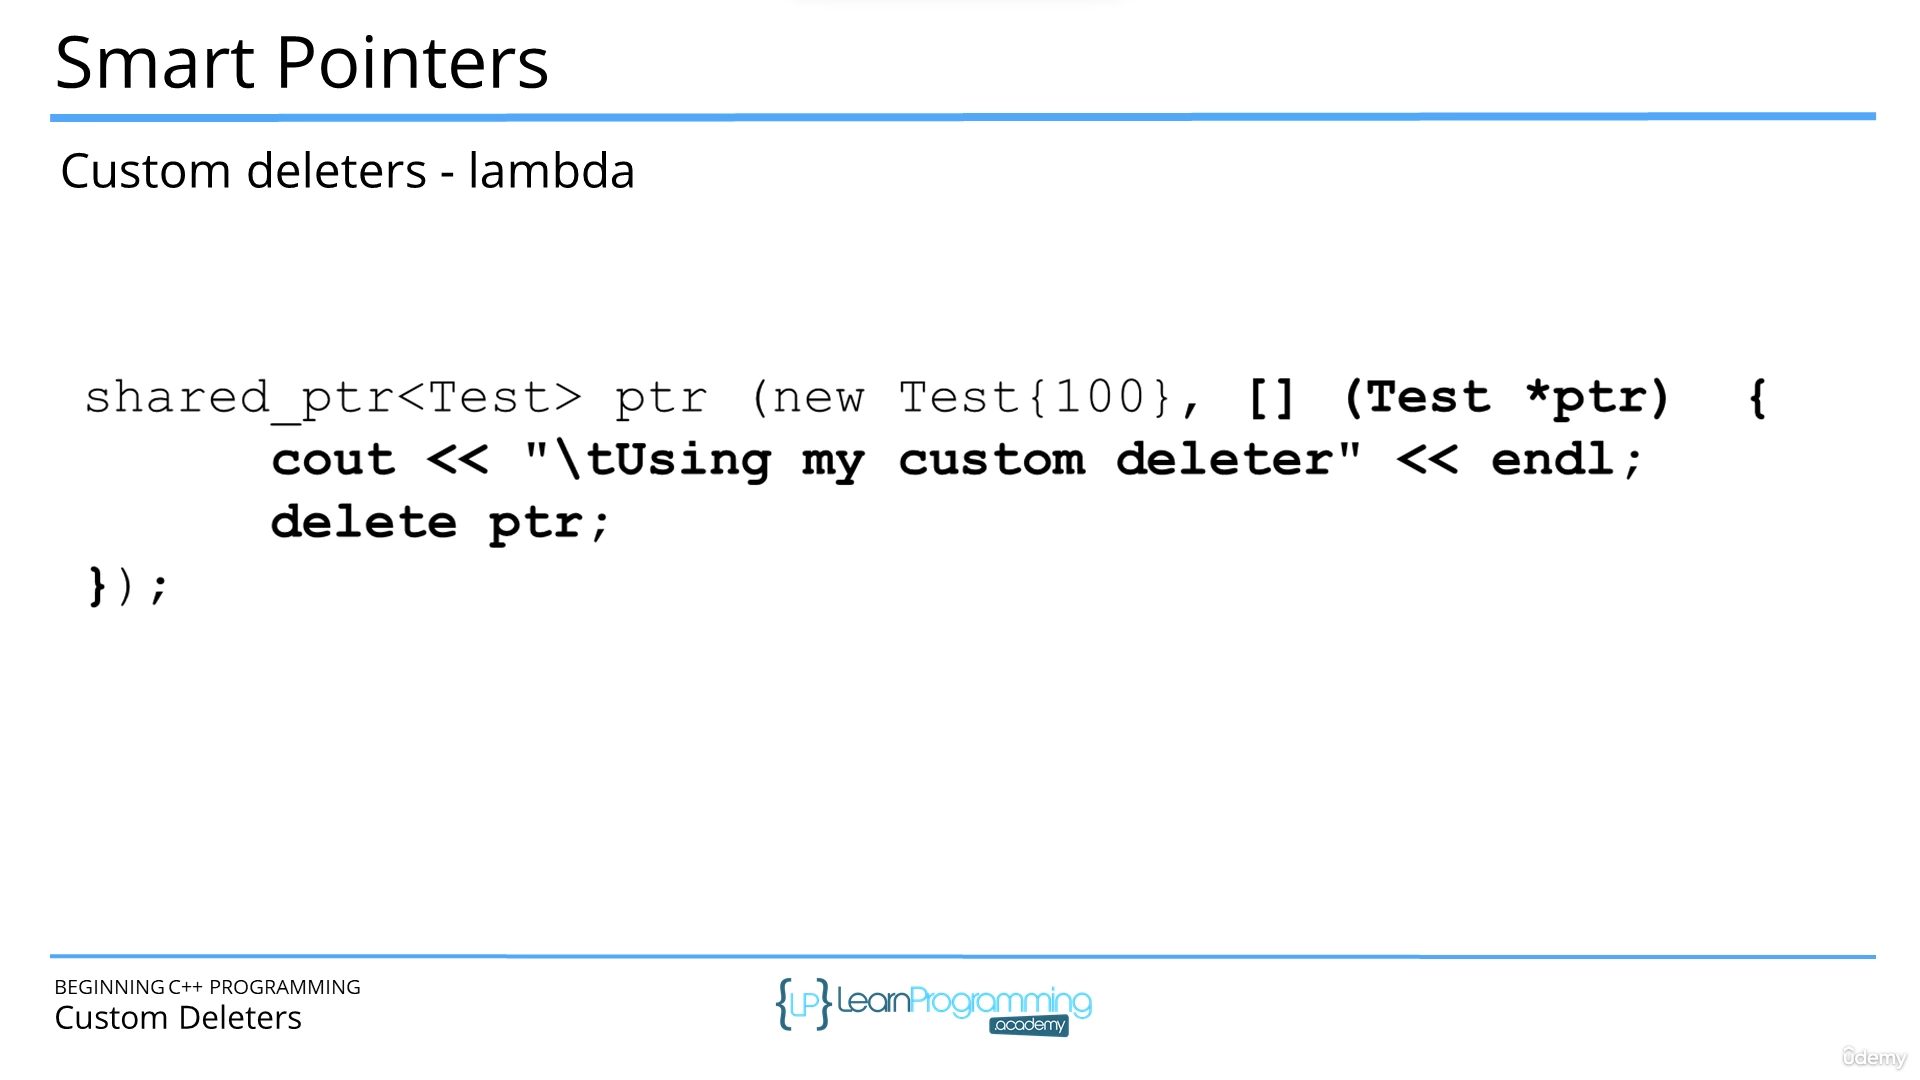 Smart Pointers
Custom deleters - lambda
shared_ptr<Test> ptr (new Test{100}, [] (Test *ptr)  {
      cout << "\tUsing my custom deleter" << endl;
      delete ptr;
});
BEGINNING C++ PROGRAMMING
Custom Deleters
{LP} LearnProgramming
academy
ûdemy